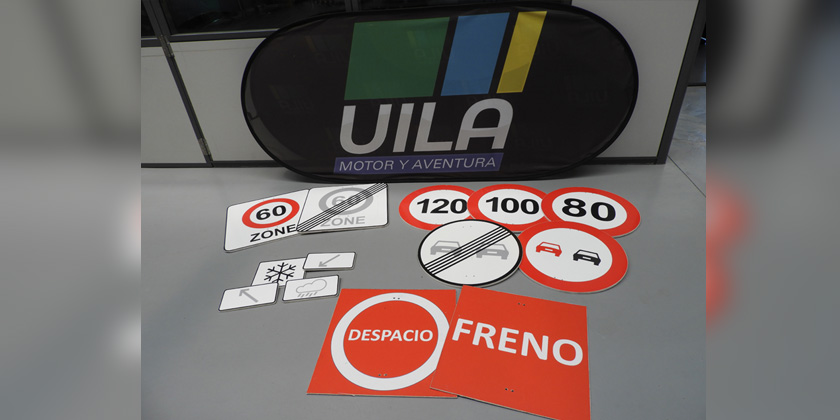 UILA
MOTOR Y AVENTURA
60
ZONE
60
ZONE
120
100
80
DESPACIO
FRENO